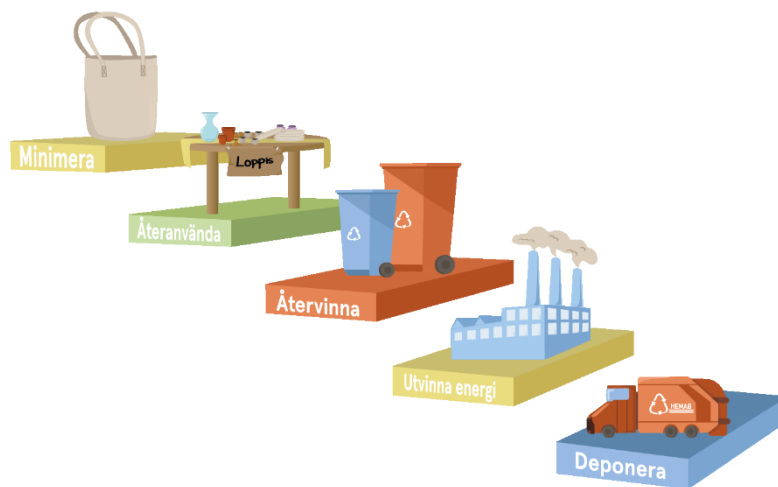 Minimera
Loppis
Återanvända
Återvinna
Utvinna energi
HEMAB
Deponera